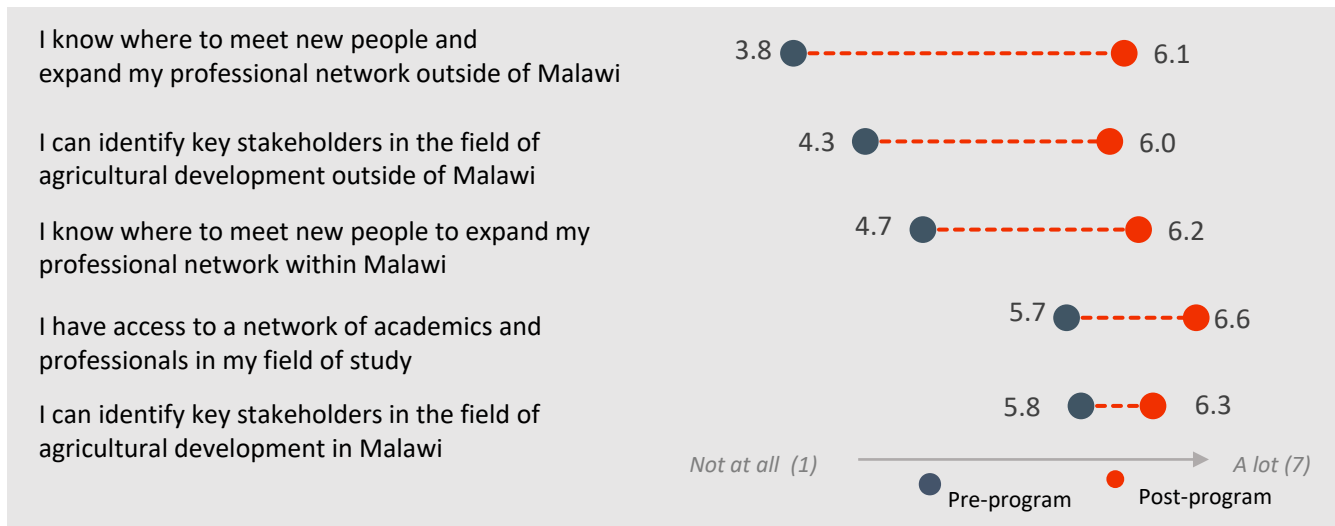 I know where to meet new people and
expand my professional network outside of Malawi
3.8
6.1
I can identify key stakeholders in the field of
agricultural development outside of Malawi
4.3
6.0
I know where to meet new people to expand my
professional network within Malawi
4.7
6.2
I have access to a network of academics and
professionals in my field of study
5.7
6.6
I can identify key stakeholders in the field of
agricultural development in Malawi
5.8
6.3
Not at all (1)
A lot (7)
Pre-program
Post-program